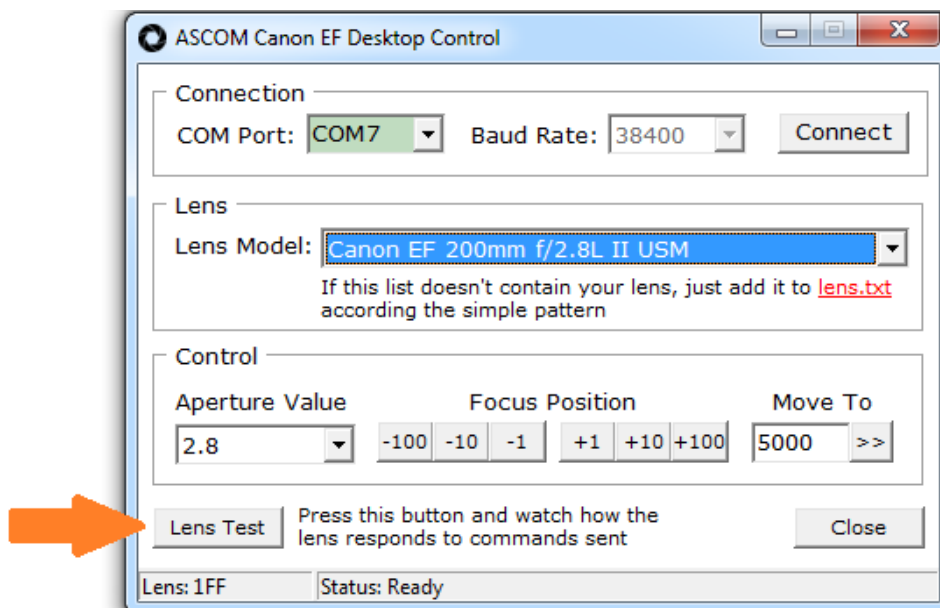 ASCOM Canon EF Desktop Control
Connection
COM Port: COM7 Baud Rate: 38400 Connect
Lens
Lens Model: Canon EF 200mm f/2.8L II USM
If this list doesn't contain your lens, just add it to lens.txt
according the simple pattern
Control
Aperture Value Focus Position Move To
2.8 -100 -10 -1 +1 +10 +100 5000 >>
Lens Test Press this button and watch how the
lens responds to commands sent Close
Lens: 1FF Status: Ready